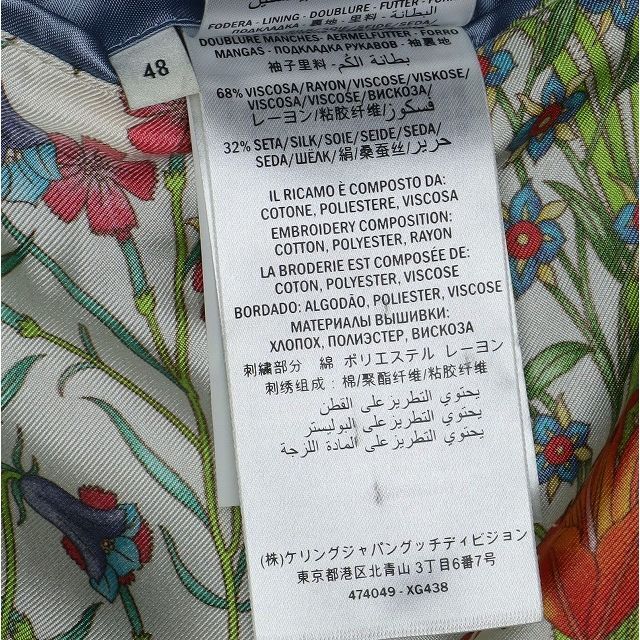 FODERA - LINING - DOUBLURE - FUTTER - FORRO
ПОДКЛАДКА - 裏地 - 里料 - البطانة
DOUBLURE MANCHES, AERMELFUTTER - FORRO
MANGAS - ПОДКЛАДКА РУКАВОВ - 袖裏地
袖子里料 - بطانة الكُم
48
68% VISCOSA/RAYON/VISCOSE/VISKOSE/
VISCOSA/VISCOSE/VISCOSE/ВИСКОЗА/
レーヨン/粘胶纤维/فسكوز
32% SETA/SILK/SOIE/SEIDE/SEDA/
SEDA/ШЁЛК/絹/桑蚕丝/حرير
IL RICAMO È COMPOSTO DA:
COTONE, POLIESTERE, VISCOSA
EMBROIDERY COMPOSITION:
COTTON, POLYESTER, RAYON
LA BRODERIE EST COMPOSÉE DE:
COTON, POLYESTER, VISCOSE
BORDADO: ALGODÃO, POLIESTER, VISCOSE
МАТЕРИАЛЫ ВЫШИВКИ:
ХЛОПОК, ПОЛИЭСТЕР, ВИСКОЗА
刺繍部分 綿 ポリエステル レーヨン
刺绣组成：棉/聚酯纤维/粘胶纤维
يحتوي التطريز على القطن
يحتوي التطريز على البوليستر
يحتوي التطريز على المادة اللزجة
(株)ケリングジャパングッチディビジョン
東京都港区北青山 3丁目6番7号
474049 - XG438